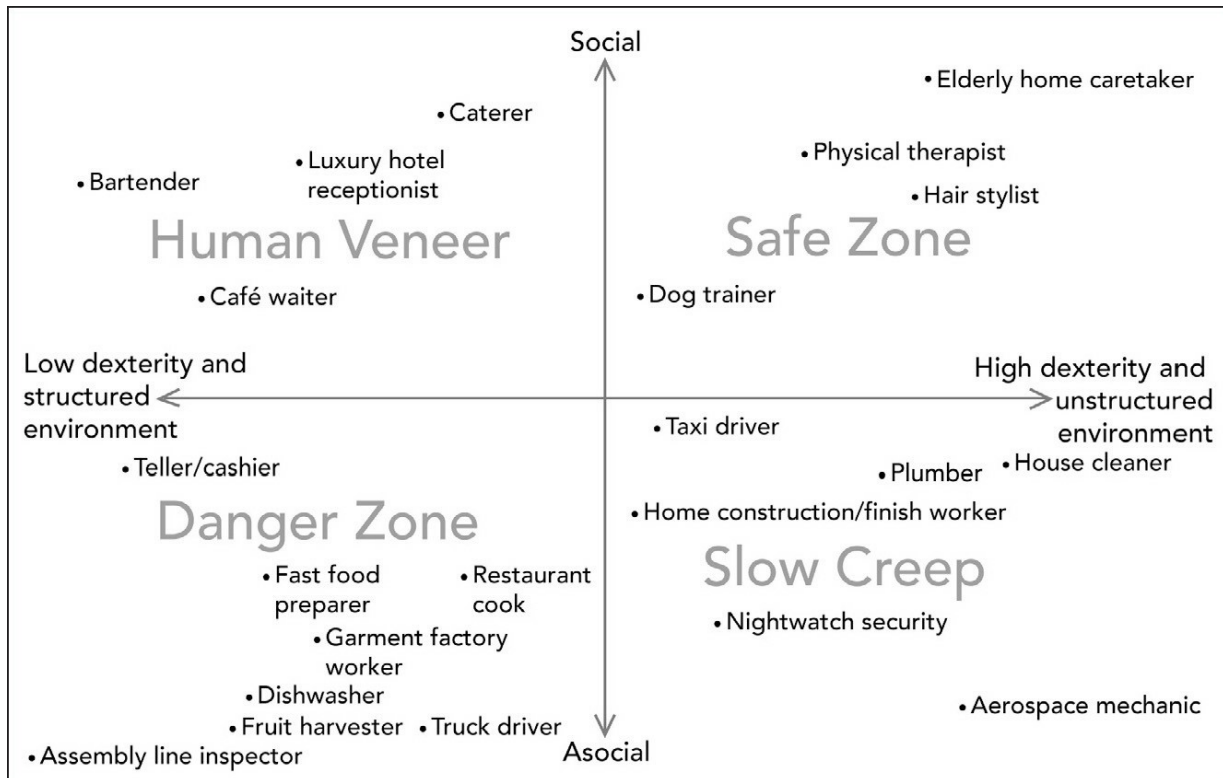 Social
Elderly home caretaker
Caterer
Physical therapist
Luxury hotel
receptionist
Bartender
Hair stylist
Human Veneer
Safe Zone
Café waiter
Dog trainer
Low dexterity and
structured
environment
High dexterity and
unstructured
environment
Taxi driver
Teller/cashier
Plumber
House cleaner
Danger Zone
Home construction/finish worker
Slow Creep
Fast food
preparer
Restaurant
cook
Nightwatch security
Garment factory
worker
Dishwasher
Aerospace mechanic
Fruit harvester
Truck driver
Asocial
Assembly line inspector